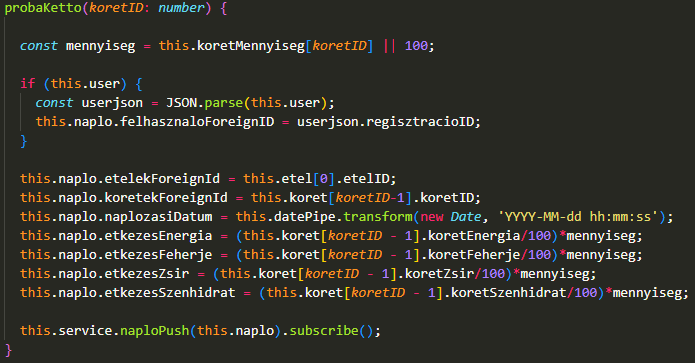 probaKetto(koretID: number) {
const mennyiseg = this.koretMennyiseg[koretID] || 100;
if (this.user) {
const userjson = JSON.parse(this.user);
this.naplo.felhasznaloForeignID = userjson.regisztracioID;
}
this.naplo.etelekForeignId = this.etel[0].etelID;
this.naplo.koretekForeignId = this.koret[koretID-1].koretID;
this.naplo.naplozasiDatum = this.datePipe.transform(new Date, 'YYYY-MM-dd hh:mm:ss');
this.naplo.etkezesEnergia = (this.koret[koretID - 1].koretEnergia/100)*mennyiseg;
this.naplo.etkezesFeherje = (this.koret[koretID - 1].koretFeherje/100)*mennyiseg;
this.naplo.etkezesZsir = (this.koret[koretID - 1].koretZsir/100)*mennyiseg;
this.naplo.etkezesSzenhidrat = (this.koret[koretID - 1].koretSzenhidrat/100)*mennyiseg;
this.service.naploPush(this.naplo).subscribe();
}